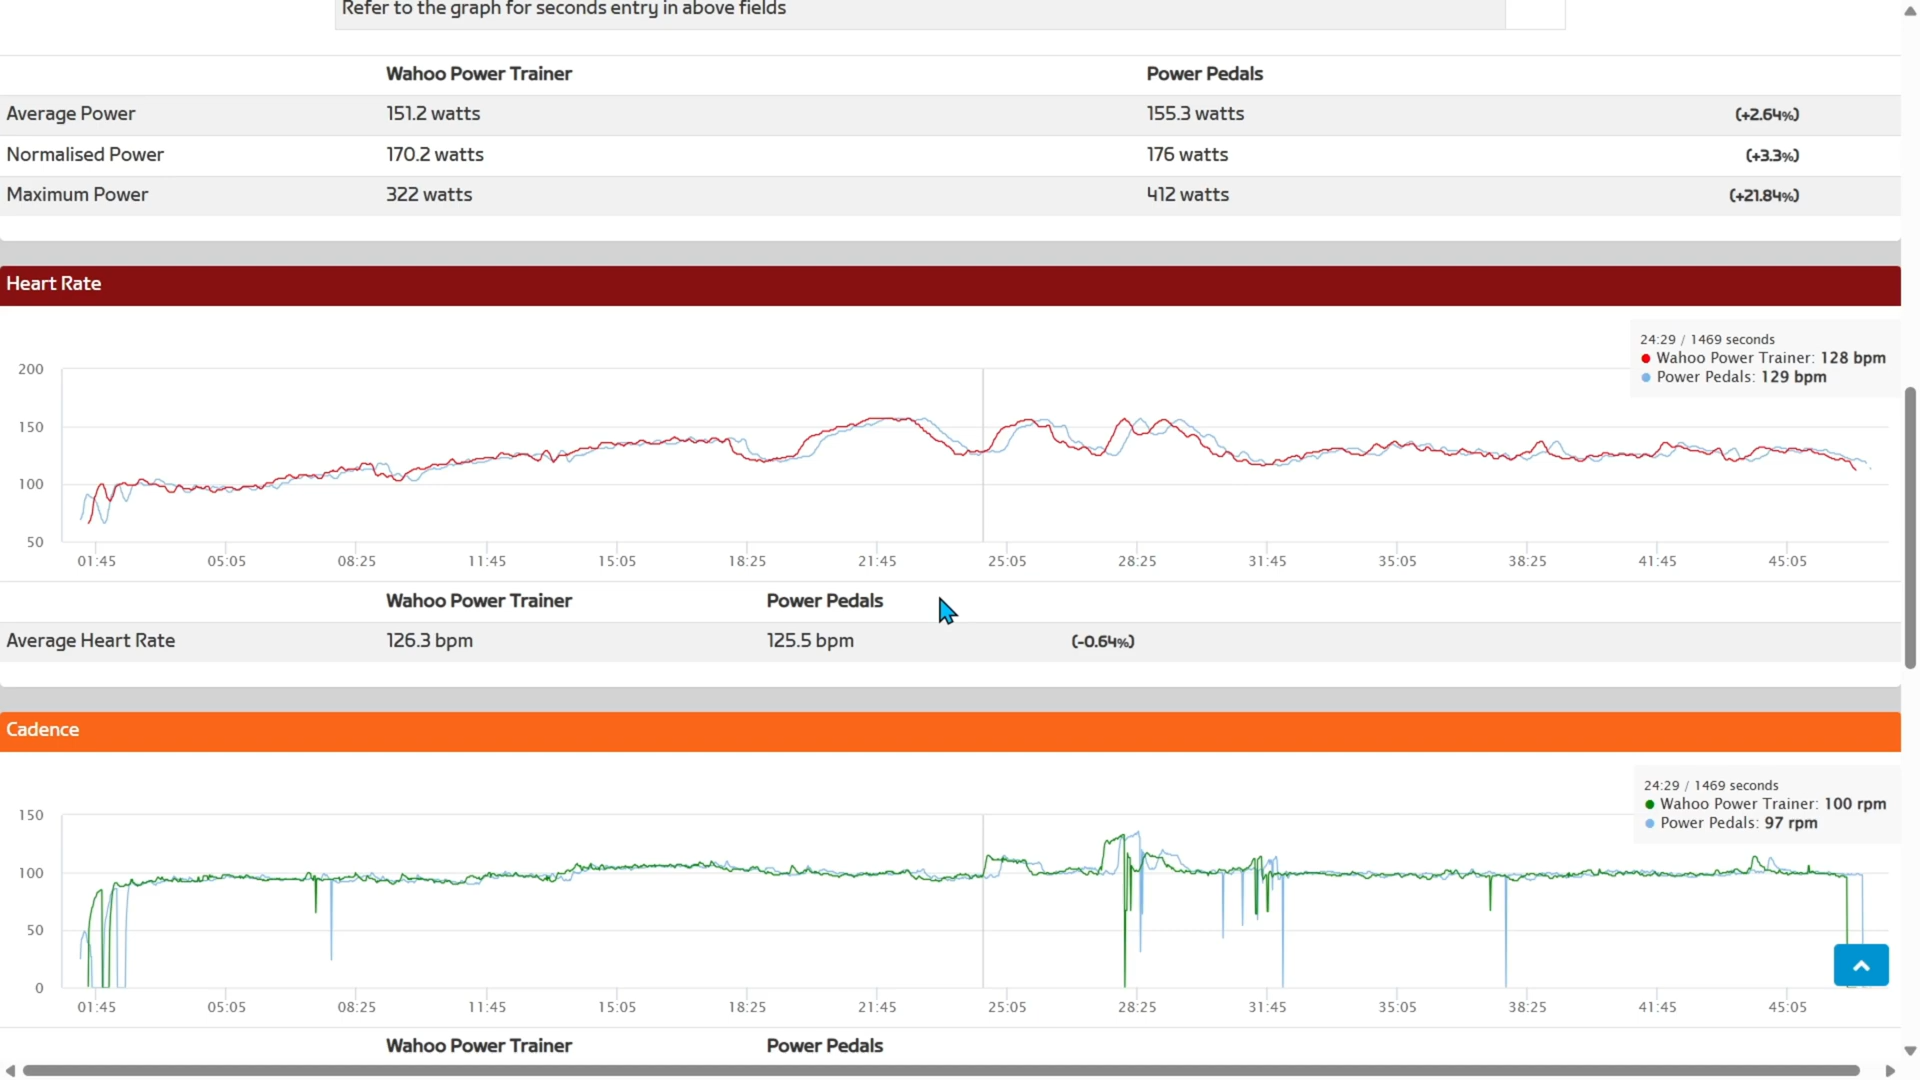 Refer to the graph for seconds entry in above fields
Wahoo Power Trainer Power Pedals
Average Power 151.2 watts 155.3 watts (+2.64%)
Normalised Power 170.2 watts 176 watts (+3.3%)
Maximum Power 322 watts 412 watts (+21.84%)
Heart Rate
24:29 / 1469 seconds
Wahoo Power Trainer: 128 bpm
Power Pedals: 129 bpm
200
150
100
50
01:45 05:05 08:25 11:45 15:05 18:25 21:45 25:05 28:25 31:45 35:05 38:25 41:45 45:05
Wahoo Power Trainer Power Pedals
Average Heart Rate 126.3 bpm 125.5 bpm (-0.64%)
Cadence
24:29 / 1469 seconds
Wahoo Power Trainer: 100 rpm
Power Pedals: 97 rpm
150
100
50
0
01:45 05:05 08:25 11:45 15:05 18:25 21:45 25:05 28:25 31:45 35:05 38:25 41:45 45:05
Wahoo Power Trainer Power Pedals